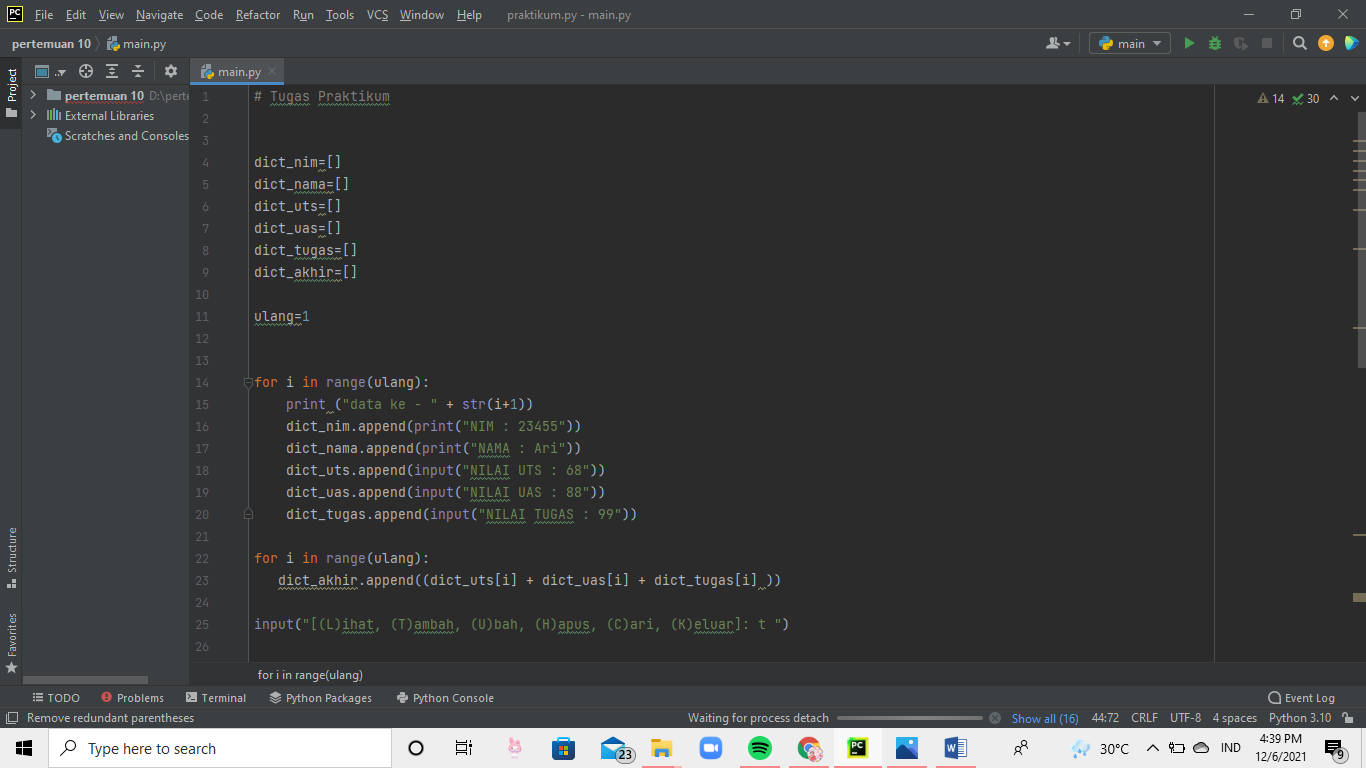 File Edit View Navigate Code Refactor Run Tools VCS Window Help praktikum.py - main.py
pertemuan 10 main.py main
Project
main.py
pertemuan 10 D:\perte
External Libraries
Scratches and Consoles
14 30
1 # Tugas Praktikum
2
3
4 dict_nim=[]
5 dict_nama=[]
6 dict_uts=[]
7 dict_uas=[]
8 dict_tugas=[]
9 dict_akhir=[]
10
11 ulang=1
12
13
14 for i in range(ulang):
15 print ("data ke - " + str(i+1))
16 dict_nim.append(print("NIM : 23455"))
17 dict_nama.append(print("NAMA : Ari"))
18 dict_uts.append(input("NILAI UTS : 68"))
19 dict_uas.append(input("NILAI UAS : 88"))
20 dict_tugas.append(input("NILAI TUGAS : 99"))
21
22 for i in range(ulang):
23 dict_akhir.append((dict_uts[i] + dict_uas[i] + dict_tugas[i] ))
24
25 input("[(L)ihat, (T)ambah, (U)bah, (H)apus, (C)ari, (K)eluar]: t ")
26
Structure
Favorites
for i in range(ulang)
TODO Problems Terminal Python Packages Python Console Event Log
Remove redundant parentheses Waiting for process detach Show all (16) 44:72 CRLF UTF-8 4 spaces Python 3.10
Type here to search 23 30°C IND 4:39 PM
12/6/2021 9